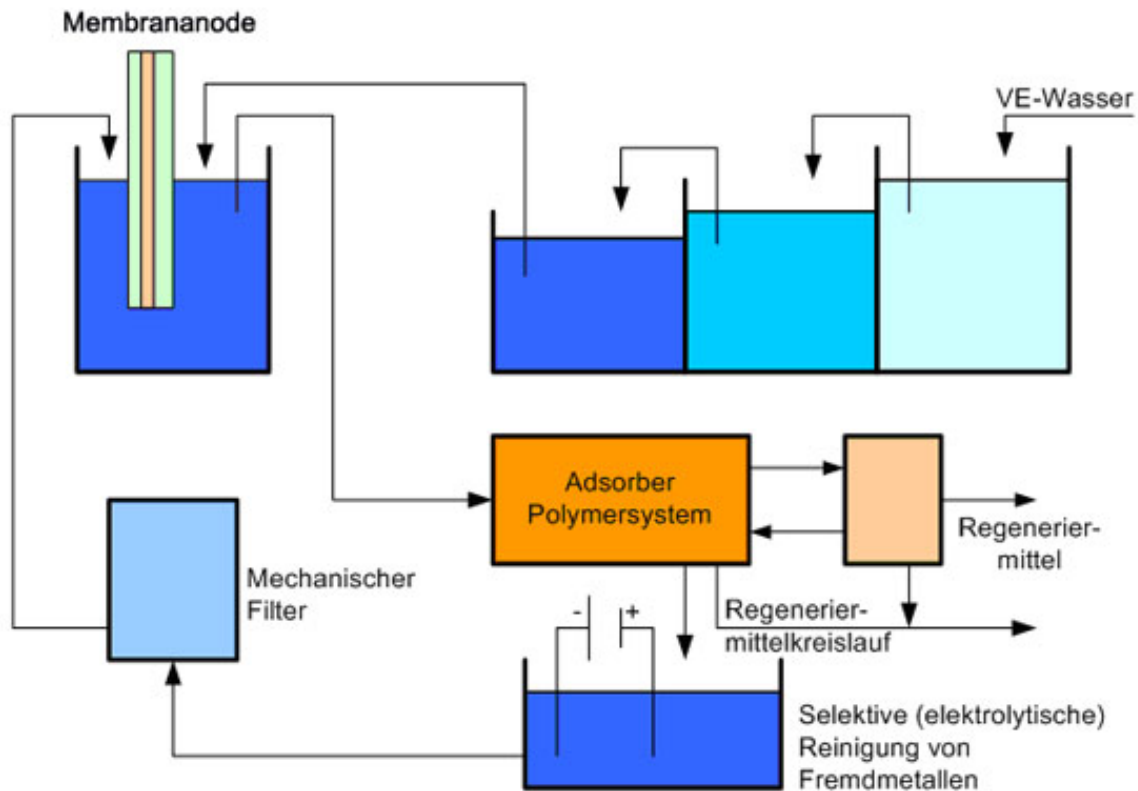 Membrananode
VE-Wasser
Adsorber
Polymersystem
Regenerier-
mittel
Mechanischer
Filter
- +
Regenerier-
mittelkreislauf
Selektive (elektrolytische)
Reinigung von
Fremdmetallen